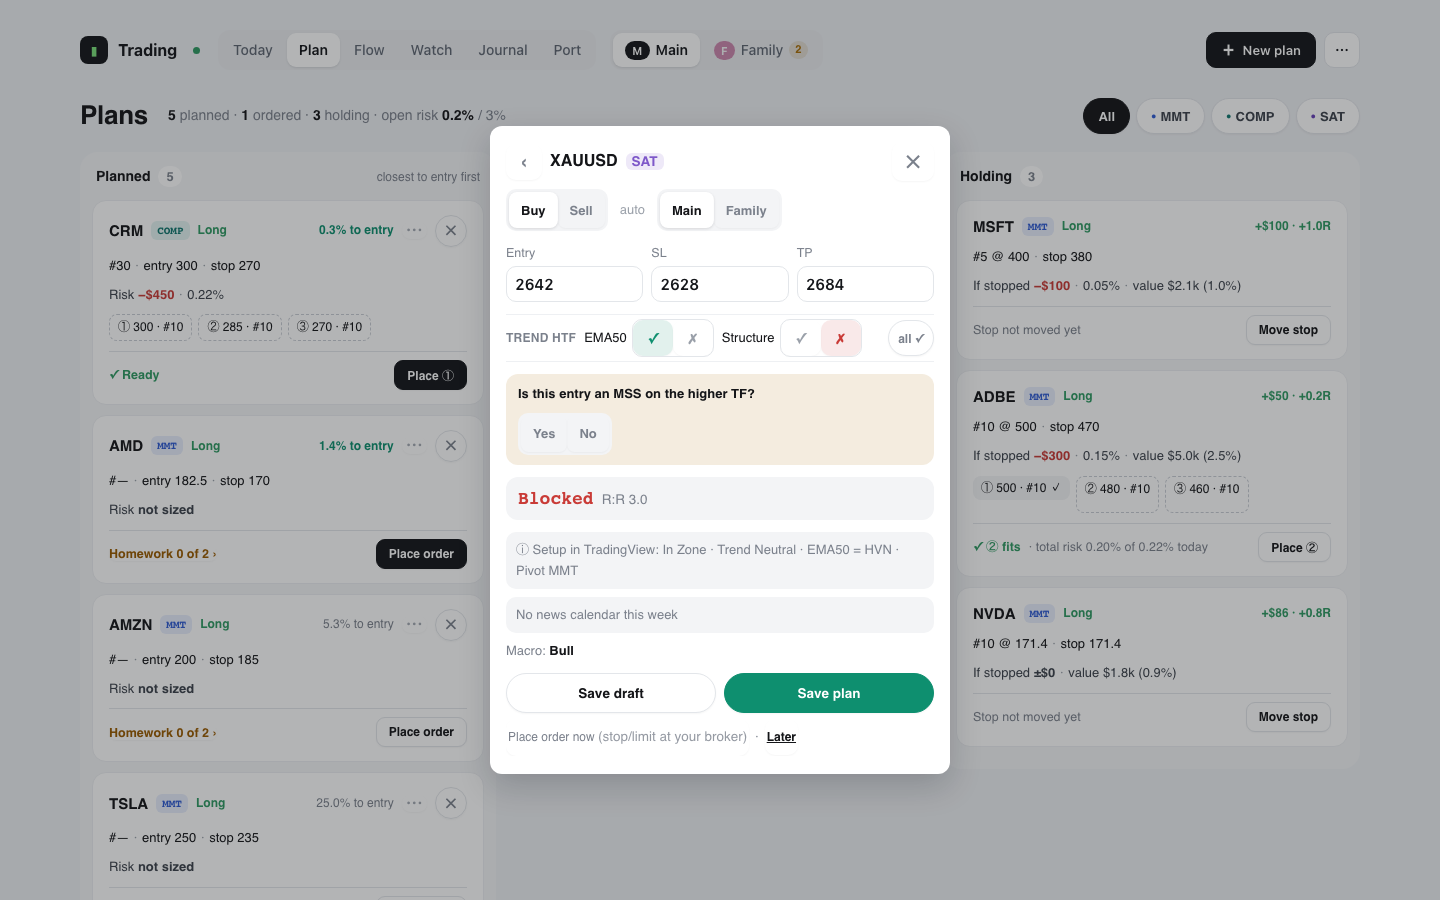 Trading
Today
Plan
Flow
Watch
Journal
Port
M Main
F Family 2
+ New plan
···
Plans
5 planned · 1 ordered · 3 holding · open risk 0.2% / 3%
All
• MMT
• COMP
• SAT
Planned 5
closest to entry first
CRM COMP Long 0.3% to entry ··· ✕
#30 · entry 300 · stop 270
Risk −$450 · 0.22%
① 300 · #10 ② 285 · #10 ③ 270 · #10
✓ Ready Place ①
AMD MMT Long 1.4% to entry ··· ✕
#— · entry 182.5 · stop 170
Risk not sized
Homework 0 of 2 › Place order
AMZN MMT Long 5.3% to entry ··· ✕
#— · entry 200 · stop 185
Risk not sized
Homework 0 of 2 › Place order
TSLA MMT Long 25.0% to entry ··· ✕
#— · entry 250 · stop 235
Risk not sized
‹ XAUUSD SAT ✕
Buy Sell auto Main Family
Entry SL TP
2642 2628 2684
TREND HTF EMA50 ✓ ✗ Structure ✓ ✗ all ✓
Is this entry an MSS on the higher TF?
Yes No
Blocked R:R 3.0
ⓘ Setup in TradingView: In Zone · Trend Neutral · EMA50 = HVN ·
Pivot MMT
No news calendar this week
Macro: Bull
Save draft Save plan
Place order now (stop/limit at your broker) · Later
Holding 3
MSFT MMT Long +$100 · +1.0R
#5 @ 400 · stop 380
If stopped −$100 · 0.05% · value $2.1k (1.0%)
Stop not moved yet Move stop
ADBE MMT Long +$50 · +0.2R
#10 @ 500 · stop 470
If stopped −$300 · 0.15% · value $5.0k (2.5%)
① 500 · #10 ✓ ② 480 · #10 ③ 460 · #10
✓ ② fits · total risk 0.20% of 0.22% today Place ②
NVDA MMT Long +$86 · +0.8R
#10 @ 171.4 · stop 171.4
If stopped ±$0 · value $1.8k (0.9%)
Stop not moved yet Move stop